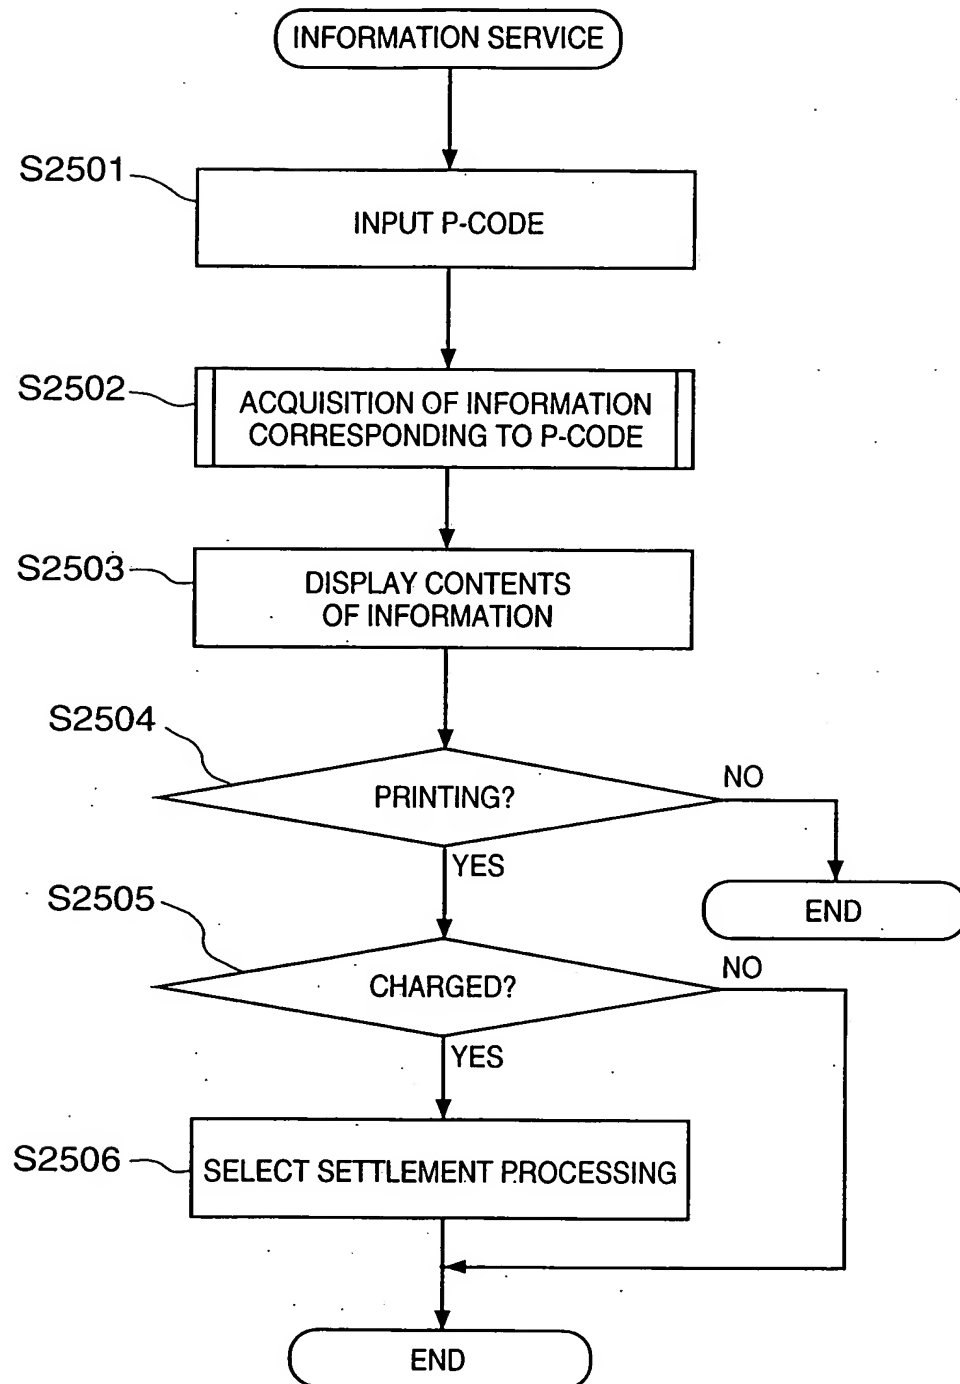 INFORMATION SERVICE
S2501
INPUT P-CODE
S2502
ACQUISITION OF INFORMATION
CORRESPONDING TO P-CODE
S2503
DISPLAY CONTENTS
OF INFORMATION
S2504
PRINTING?
NO
YES
END
S2505
CHARGED?
NO
YES
S2506
SELECT SETTLEMENT PROCESSING
END